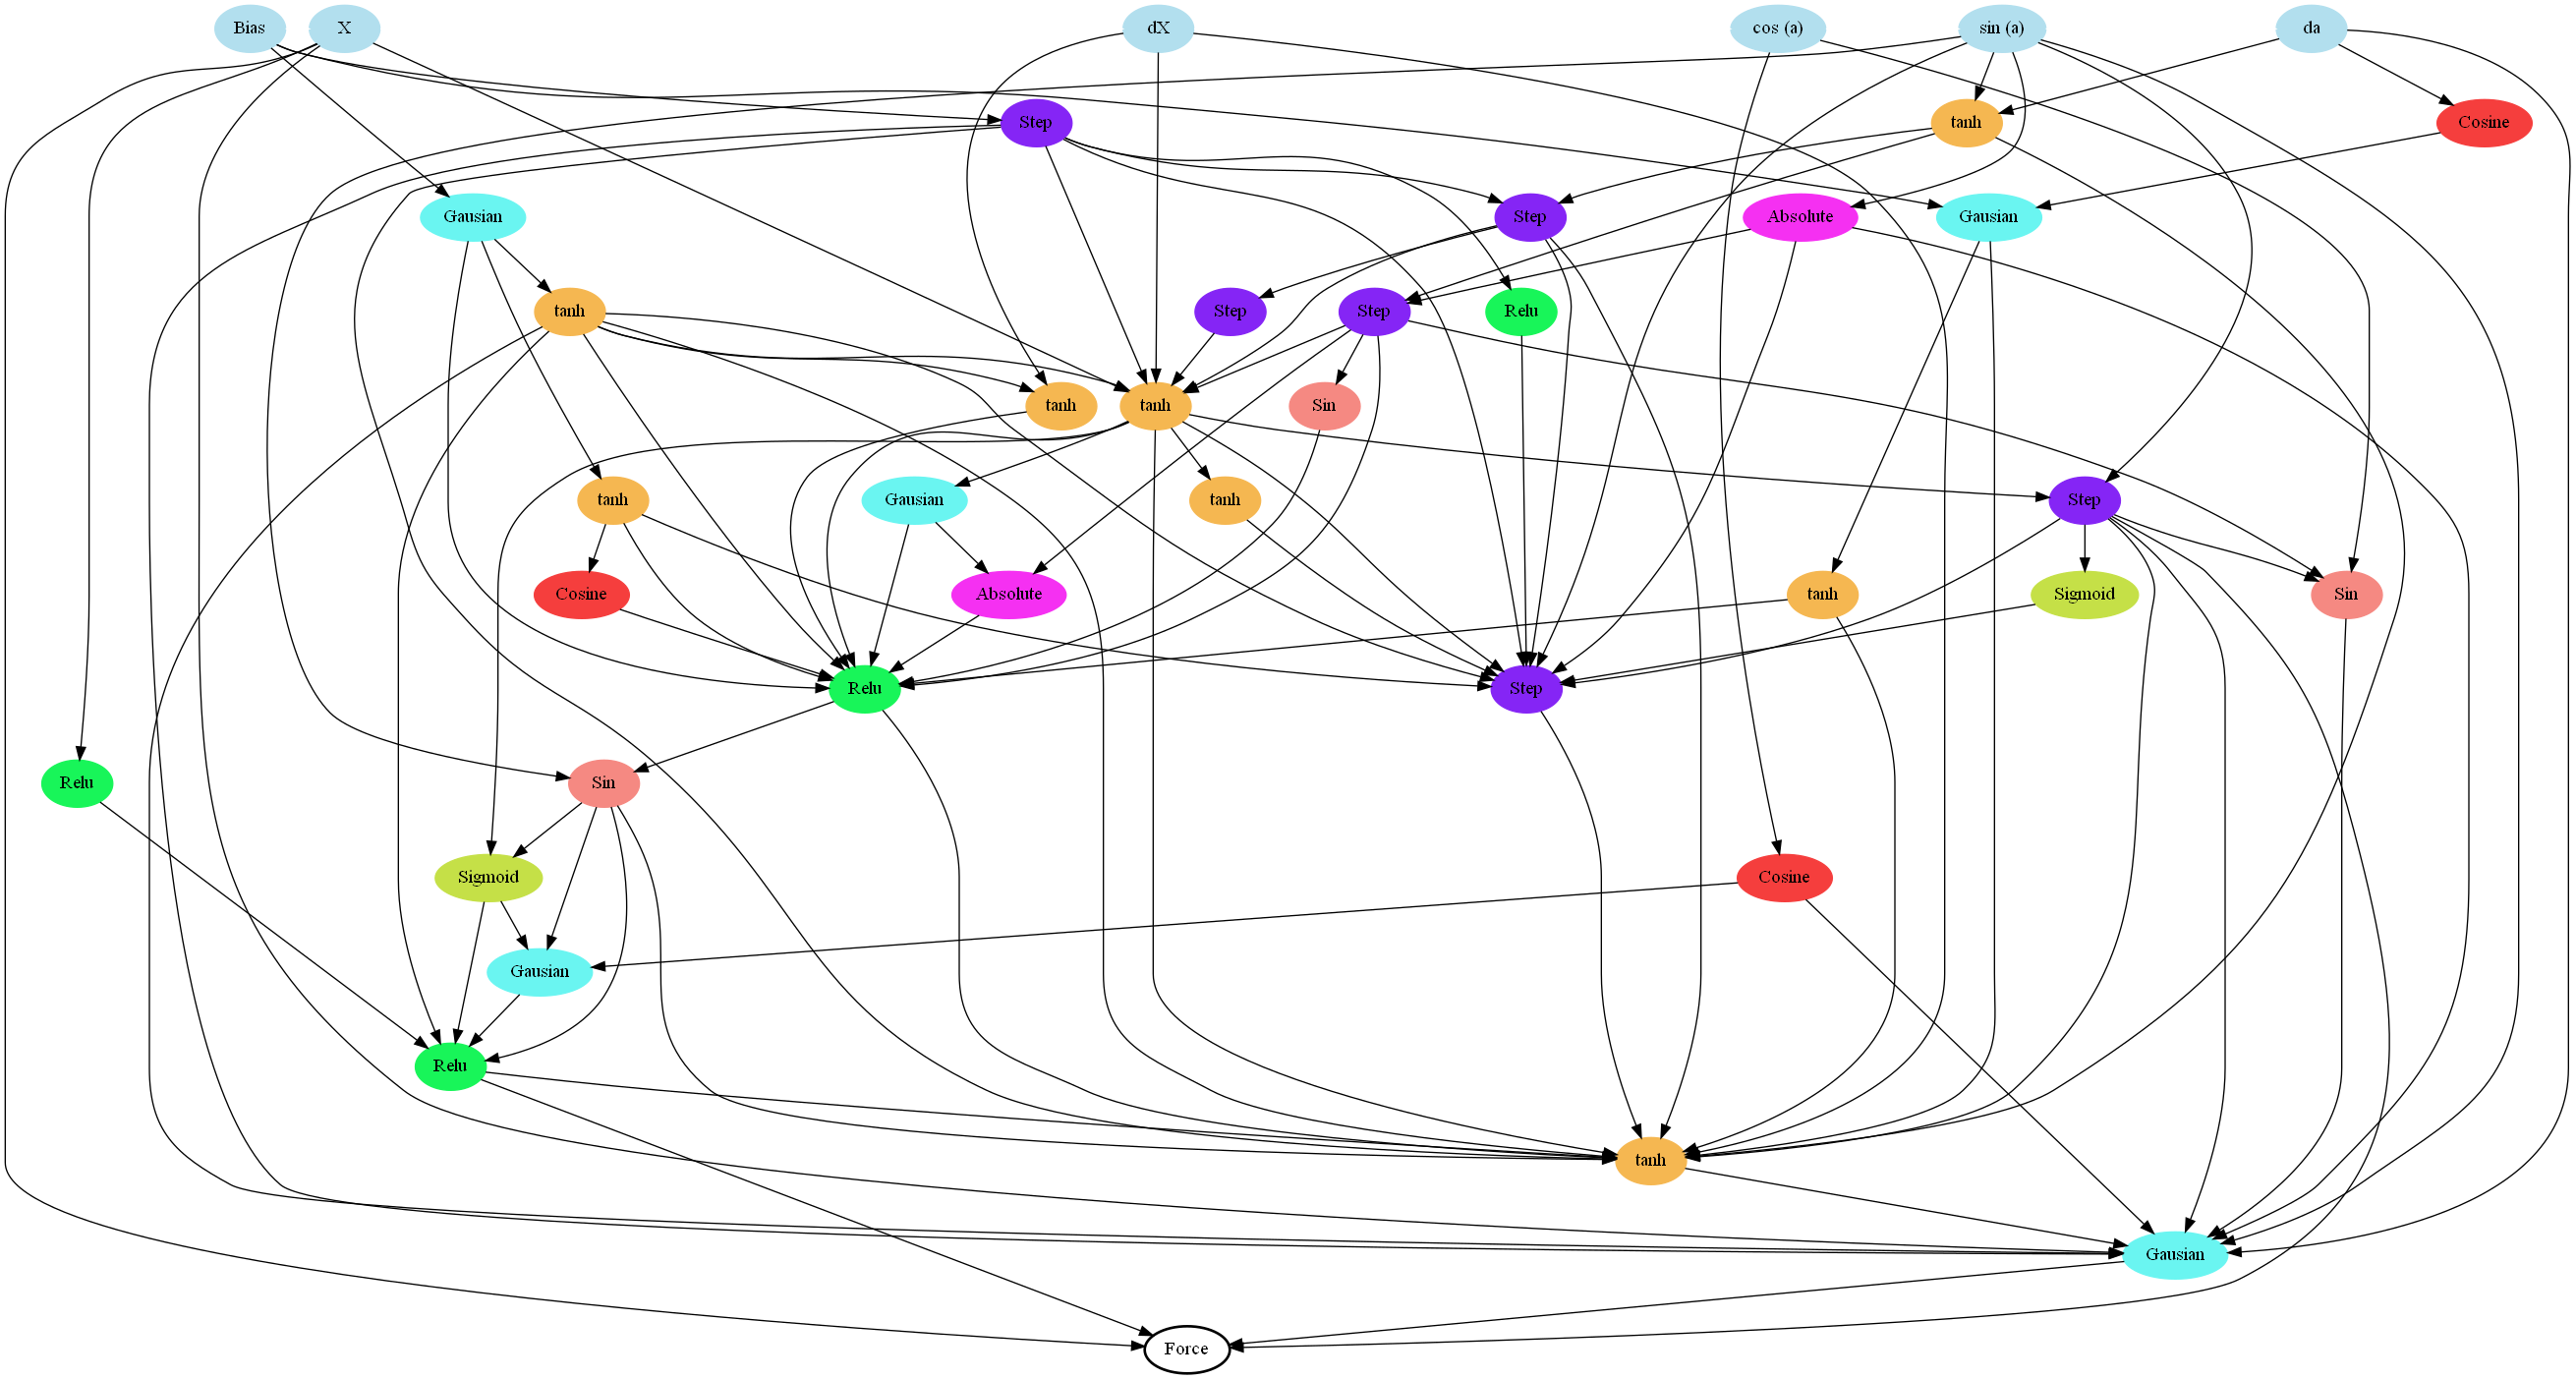 Bias
X
dX
cos (a)
sin (a)
da
Step
tanh
Cosine
Gausian
Step
Absolute
Gausian
tanh
Step
Step
Relu
tanh
tanh
Sin
tanh
Gausian
tanh
Step
Cosine
Absolute
tanh
Sigmoid
Sin
Relu
Step
Relu
Sin
Sigmoid
Cosine
Gausian
Relu
tanh
Gausian
Force